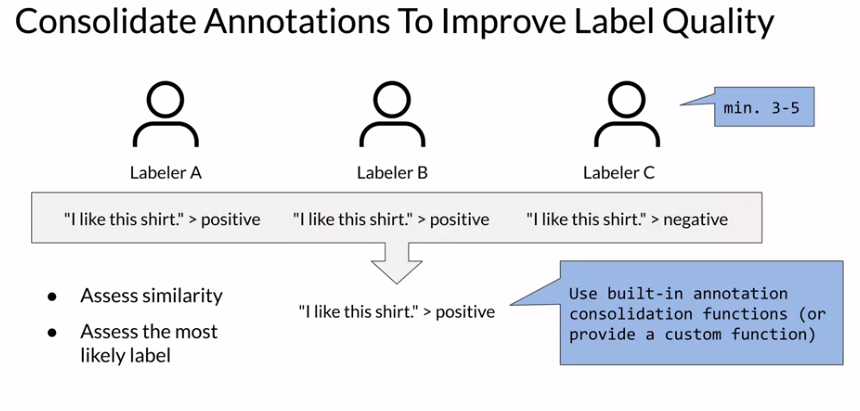 Consolidate Annotations To Improve Label Quality
min. 3-5
Labeler A
Labeler B
Labeler C
"I like this shirt." > positive
"I like this shirt." > positive
"I like this shirt." > negative
● Assess similarity
● Assess the most
likely label
"I like this shirt." > positive
Use built-in annotation
consolidation functions (or
provide a custom function)